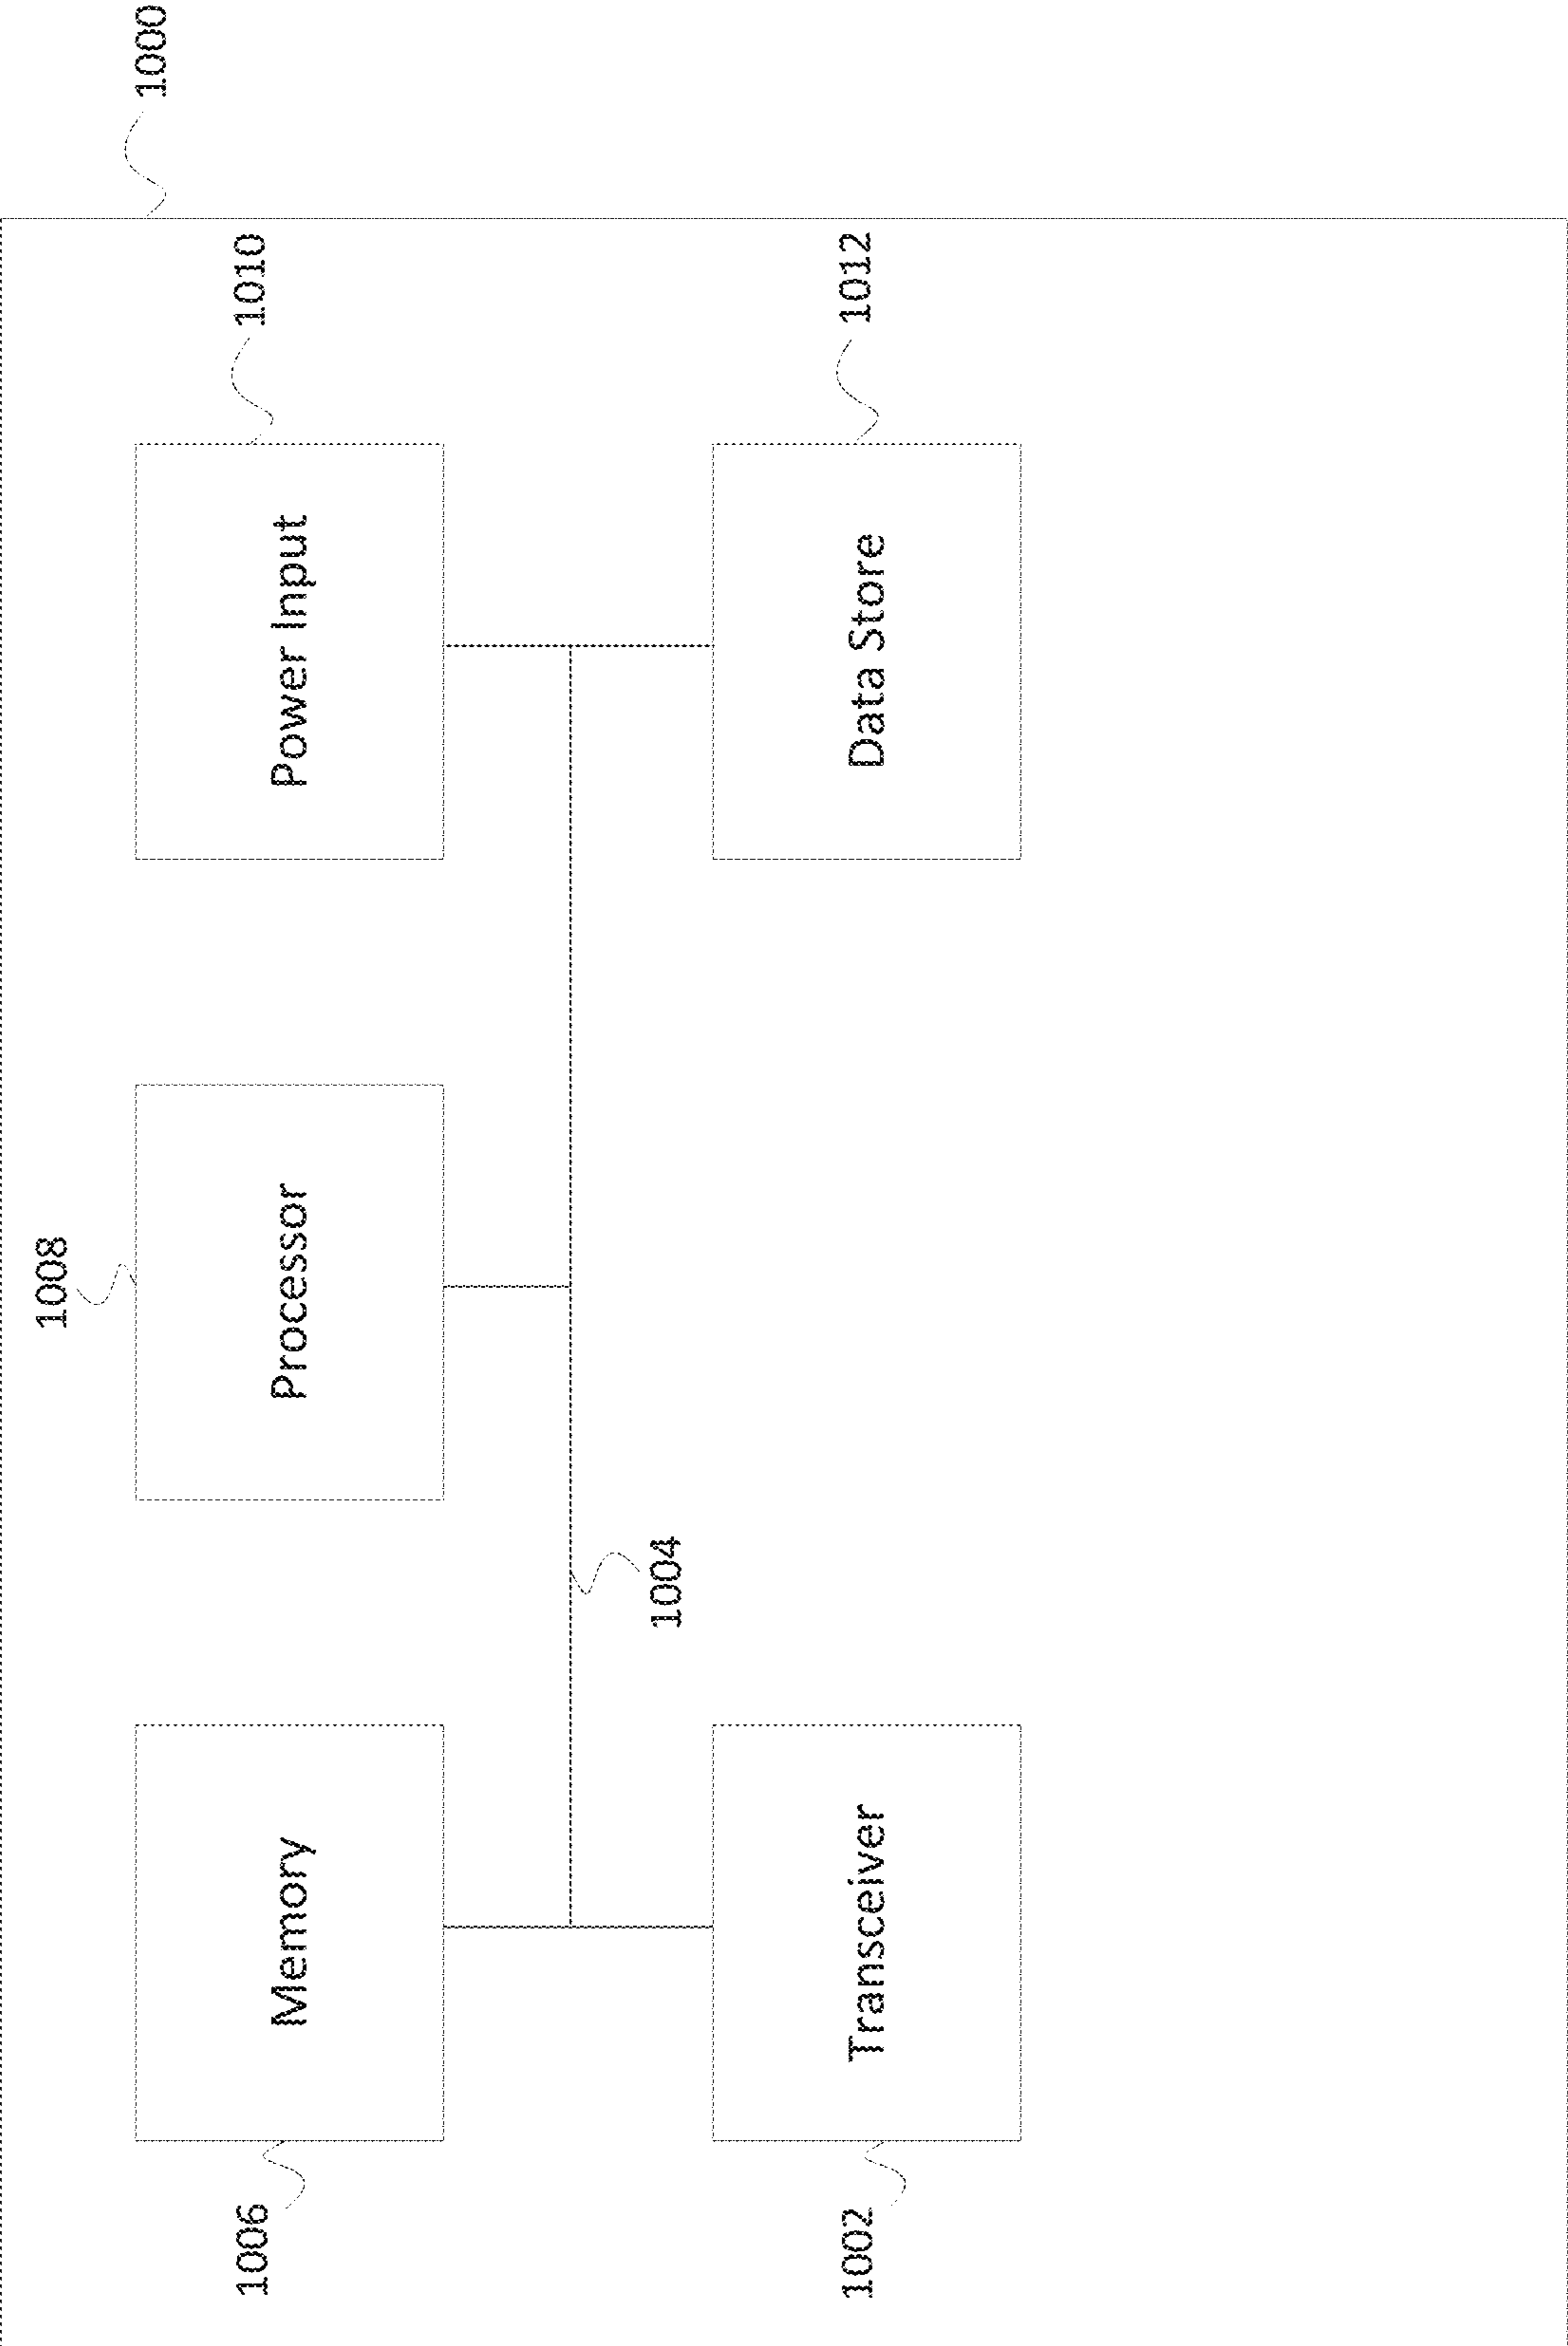 1008
1000
1006
1010
Memory
Processor
Power Input
1004
1002
1012
Transceiver
Data Store